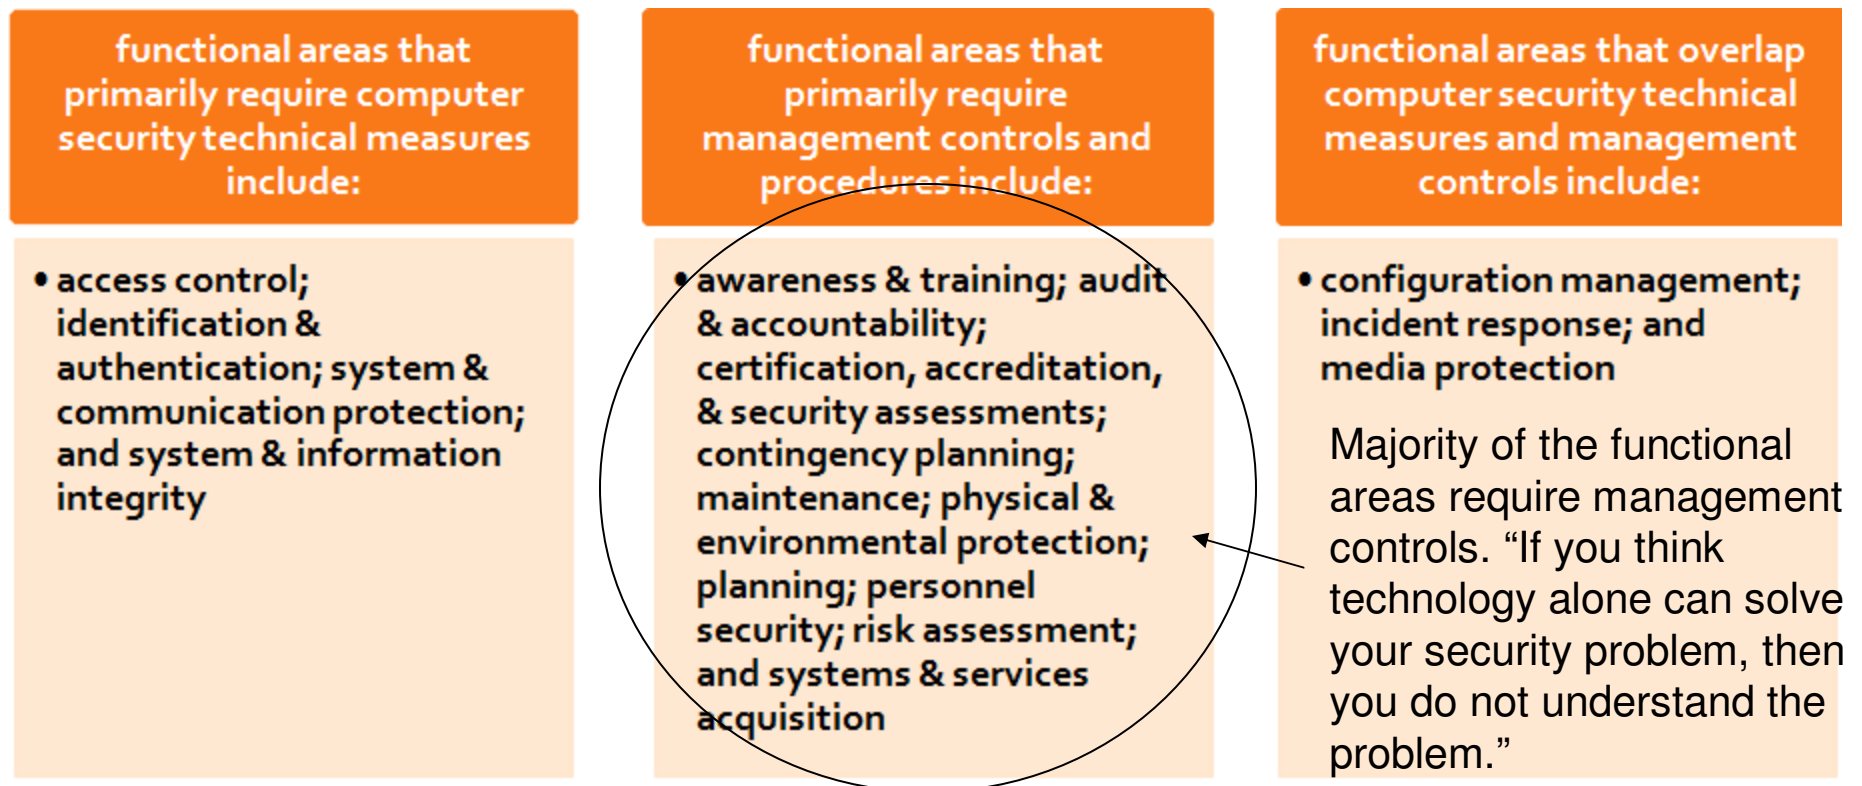 functional areas that
primarily require computer
security technical measures
include:
• access control;
identification &
authentication; system &
communication protection;
and system & information
integrity
functional areas that
primarily require
management controls and
procedures include:
• awareness & training; audit
& accountability;
certification, accreditation,
& security assessments;
contingency planning;
maintenance; physical &
environmental protection;
planning; personnel
security; risk assessment;
and systems & services
acquisition
functional areas that overlap
computer security technical
measures and management
controls include:
• configuration management;
incident response; and
media protection
Majority of the functional
areas require management
controls. “If you think
technology alone can solve
your security problem, then
you do not understand the
problem.”